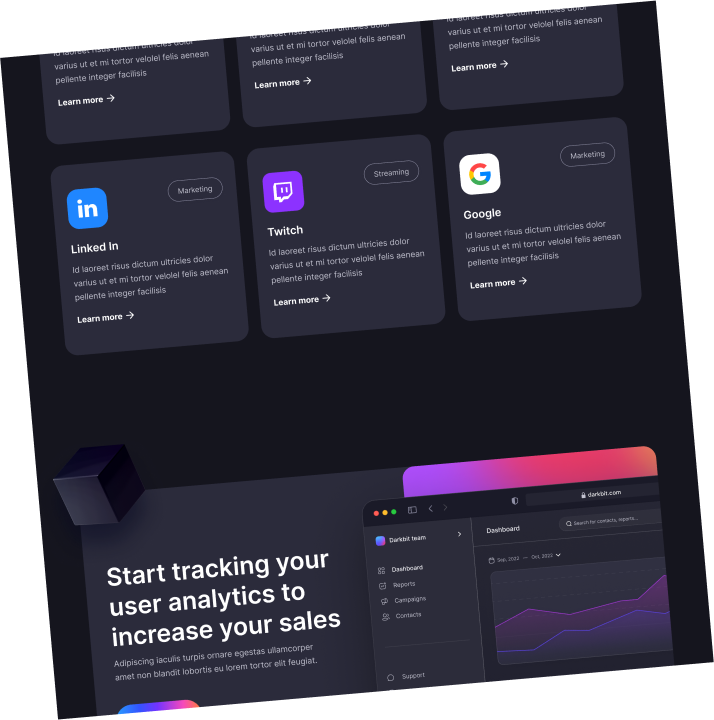 Id laoreet risus dictum ultricies dolor
varius ut et mi tortor velolel felis aenean
pellente integer facilisis
Learn more →
Id laoreet risus dictum ultricies dolor
varius ut et mi tortor velolel felis aenean
pellente integer facilisis
Learn more →
Id laoreet risus dictum ultricies dolor
varius ut et mi tortor velolel felis aenean
pellente integer facilisis
Learn more →
in
Marketing
Linked In
Id laoreet risus dictum ultricies dolor
varius ut et mi tortor velolel felis aenean
pellente integer facilisis
Learn more →
Streaming
Twitch
Id laoreet risus dictum ultricies dolor
varius ut et mi tortor velolel felis aenean
pellente integer facilisis
Learn more →
G
Marketing
Google
Id laoreet risus dictum ultricies dolor
varius ut et mi tortor velolel felis aenean
pellente integer facilisis
Learn more →
Start tracking your
user analytics to
increase your sales
Adipiscing iaculis turpis ornare egestas ullamcorper
amet non blandit lobortis eu lorem tortor elit feugiat.
darkbit.com
Darkbit team
Dashboard
Reports
Campaigns
Contacts
Support
Dashboard
Search for contacts, reports...
Sep, 2022 — Oct, 2022